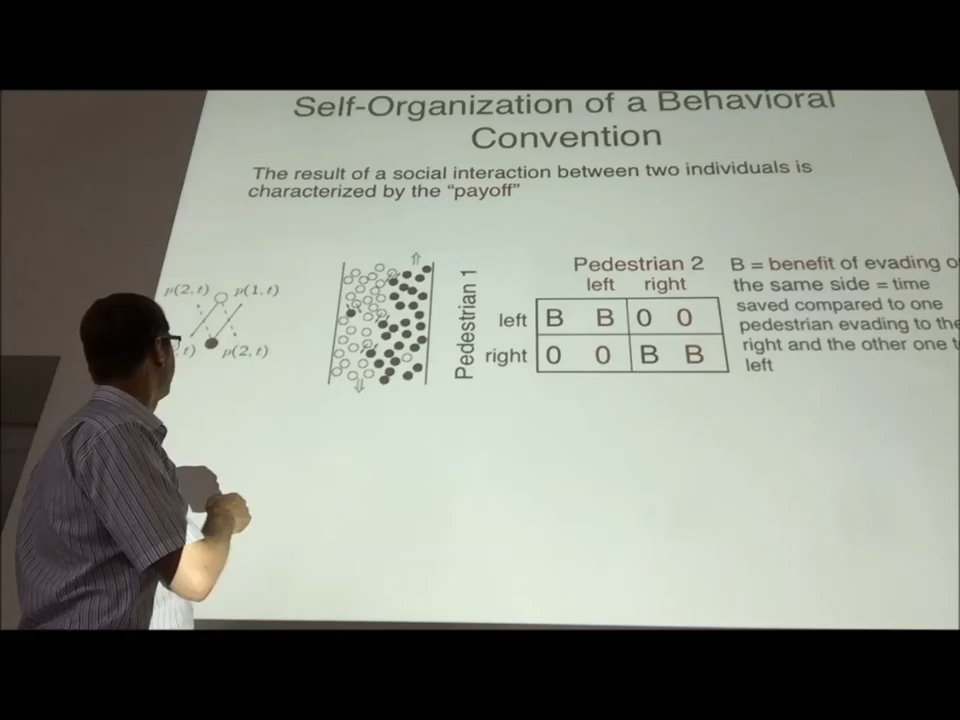 Self-Organization of a Behavioral
Convention
The result of a social interaction between two individuals is
characterized by the “payoff”
p(2,t) p(1,t)
t) p(2,t)
Pedestrian 1
Pedestrian 2
left right
left B B 0 0
right 0 0 B B
B = benefit of evading o
the same side = time
saved compared to one
pedestrian evading to the
right and the other one t
left